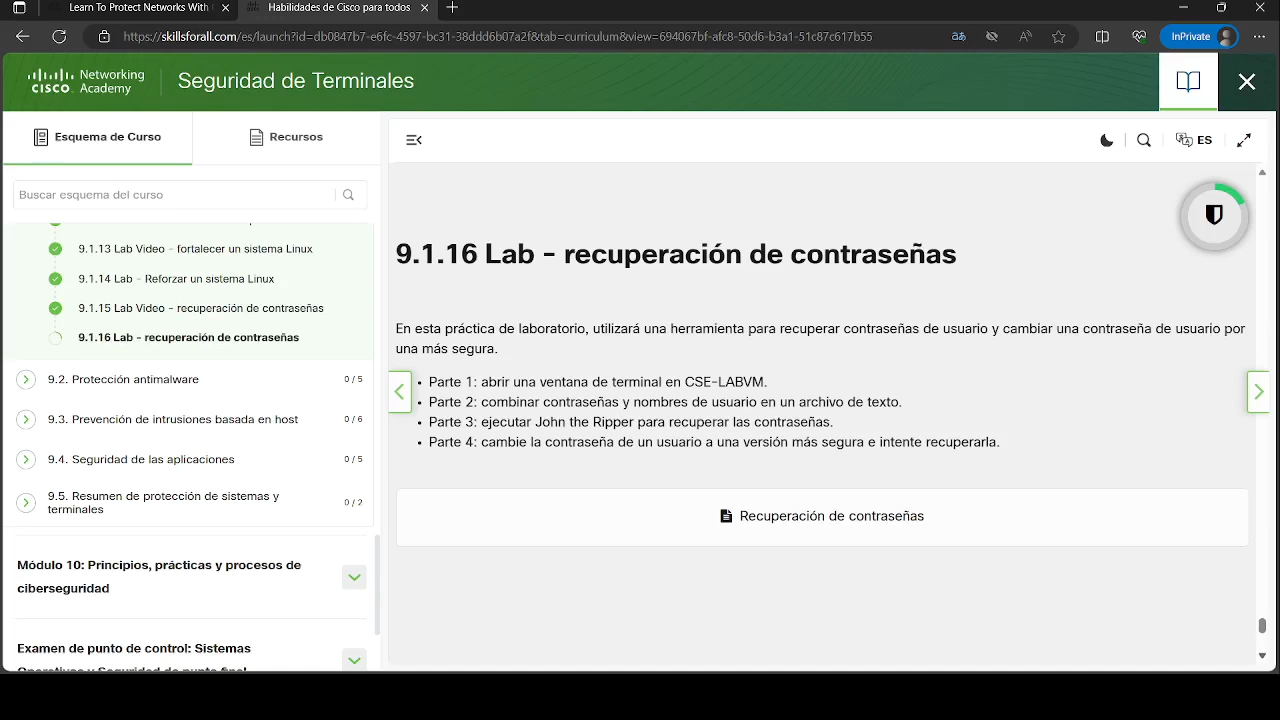 Learn To Protect Networks With
Habilidades de Cisco para todos
https://skillsforall.com/es/launch?id=db0847b7-e6fc-4597-bc31-38ddd6b07a2f&tab=curriculum&view=694067bf-afc8-50d6-b3a1-51c87c617b55
InPrivate
Networking
CISCO Academy
Seguridad de Terminales
Esquema de Curso
Recursos
ES
Buscar esquema del curso
9.1.13 Lab Video - fortalecer un sistema Linux
9.1.14 Lab - Reforzar un sistema Linux
9.1.15 Lab Video - recuperación de contraseñas
9.1.16 Lab - recuperación de contraseñas
9.2. Protección antimalware 0 / 5
9.3. Prevención de intrusiones basada en host 0 / 6
9.4. Seguridad de las aplicaciones 0 / 5
9.5. Resumen de protección de sistemas y
terminales 0 / 2
Módulo 10: Principios, prácticas y procesos de
ciberseguridad
Examen de punto de control: Sistemas
Operativos y Seguridad de punto final
9.1.16 Lab - recuperación de contraseñas
En esta práctica de laboratorio, utilizará una herramienta para recuperar contraseñas de usuario y cambiar una contraseña de usuario por
una más segura.
• Parte 1: abrir una ventana de terminal en CSE-LABVM.
• Parte 2: combinar contraseñas y nombres de usuario en un archivo de texto.
• Parte 3: ejecutar John the Ripper para recuperar las contraseñas.
• Parte 4: cambie la contraseña de un usuario a una versión más segura e intente recuperarla.
Recuperación de contraseñas